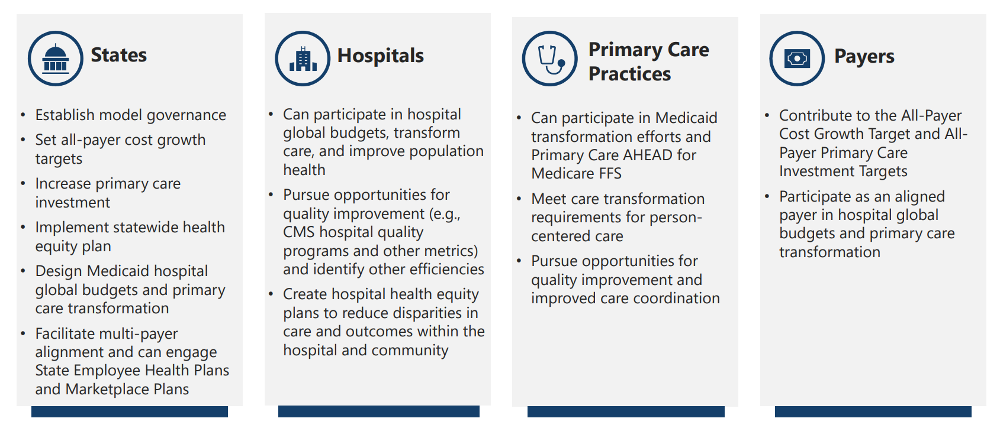 States
• Establish model governance
• Set all-payer cost growth
targets
• Increase primary care
investment
• Implement statewide health
equity plan
• Design Medicaid hospital
global budgets and primary
care transformation
• Facilitate multi-payer
alignment and can engage
State Employee Health Plans
and Marketplace Plans
Hospitals
• Can participate in hospital
global budgets, transform
care, and improve population
health
• Pursue opportunities for
quality improvement (e.g.,
CMS hospital quality
programs and other metrics)
and identify other efficiencies
• Create hospital health equity
plans to reduce disparities in
care and outcomes within the
hospital and community
Primary Care
Practices
• Can participate in Medicaid
transformation efforts and
Primary Care AHEAD for
Medicare FFS
• Meet care transformation
requirements for person-
centered care
• Pursue opportunities for
quality improvement and
improved care coordination
Payers
• Contribute to the All-Payer
Cost Growth Target and All-
Payer Primary Care
Investment Targets
• Participate as an aligned
payer in hospital global
budgets and primary care
transformation